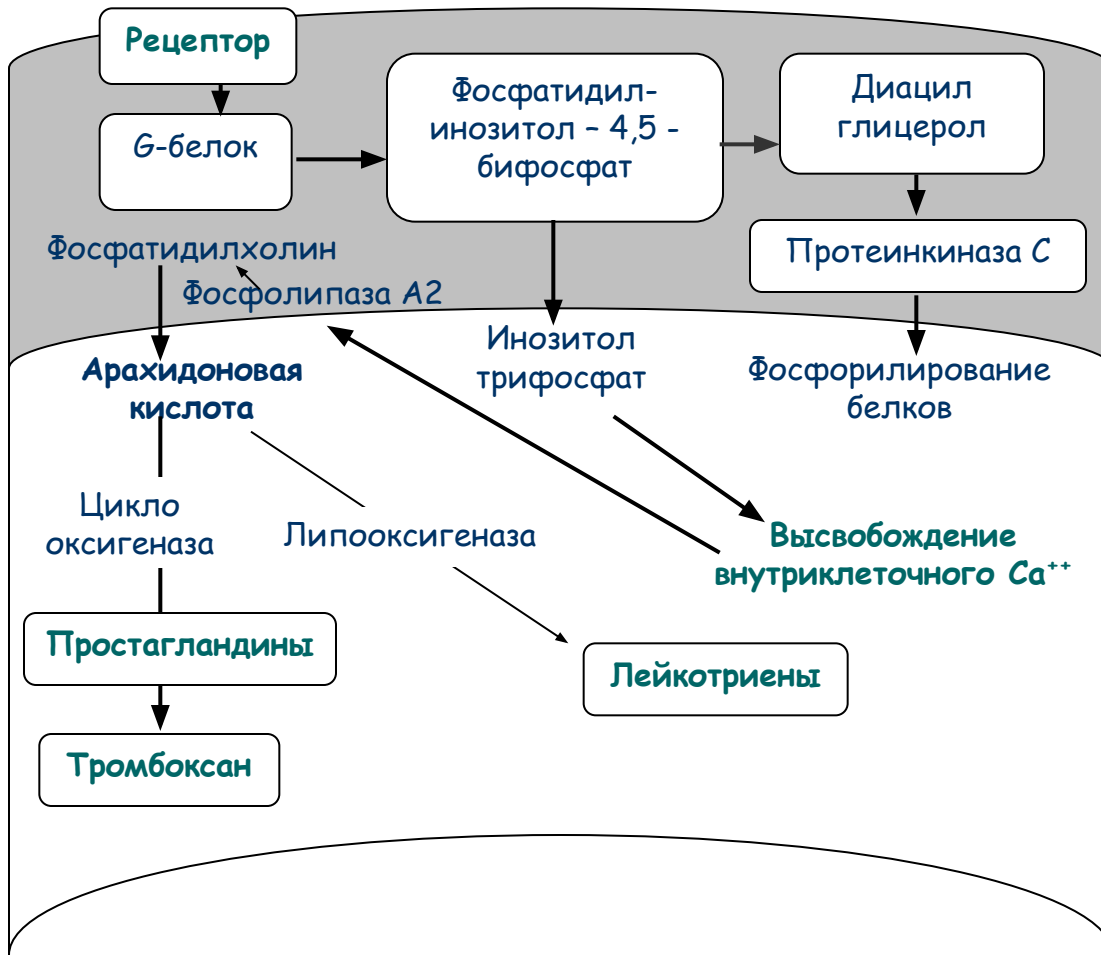 Рецептор
G-белок
Фосфатидил-
инозитол – 4,5 -
бифосфат
Диацил
глицерол
Протеинкиназа С
Фосфатидилхолин
Фосфолипаза А2
Инозитол
трифосфат
Фосфорилирование
белков
Арахидоновая
кислота
Цикло
оксигеназа
Липооксигеназа
Высвобождение
внутриклеточного Ca⁺⁺
Простагландины
Лейкотриены
Тромбоксан